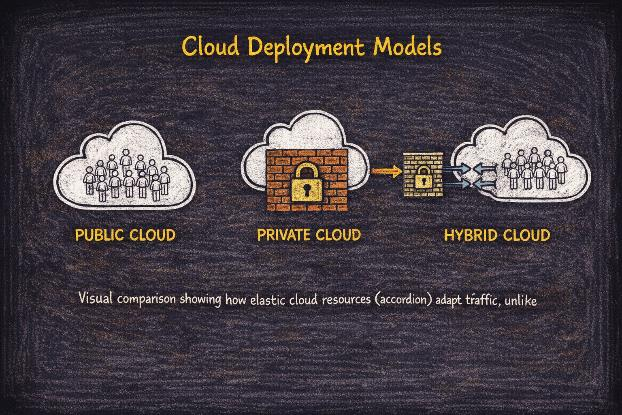 Cloud Deployment Models
PUBLIC CLOUD
PRIVATE CLOUD
HYBRID CLOUD
Visual comparison showing how elastic cloud resources (accordion) adapt traffic, unlike